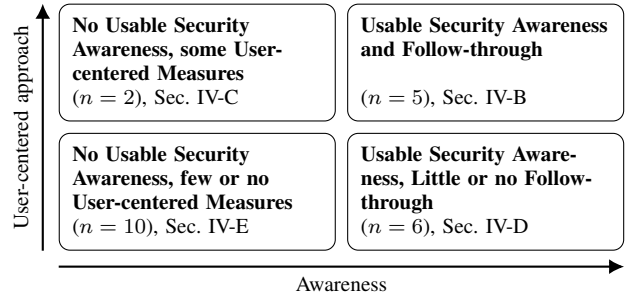 User-centered approach
No Usable Security
Awareness, some User-
centered Measures
(n = 2), Sec. IV-C
Usable Security Awareness
and Follow-through
(n = 5), Sec. IV-B
No Usable Security
Awareness, few or no
User-centered Measures
(n = 10), Sec. IV-E
Usable Security Aware-
ness, Little or no Follow-
through
(n = 6), Sec. IV-D
Awareness